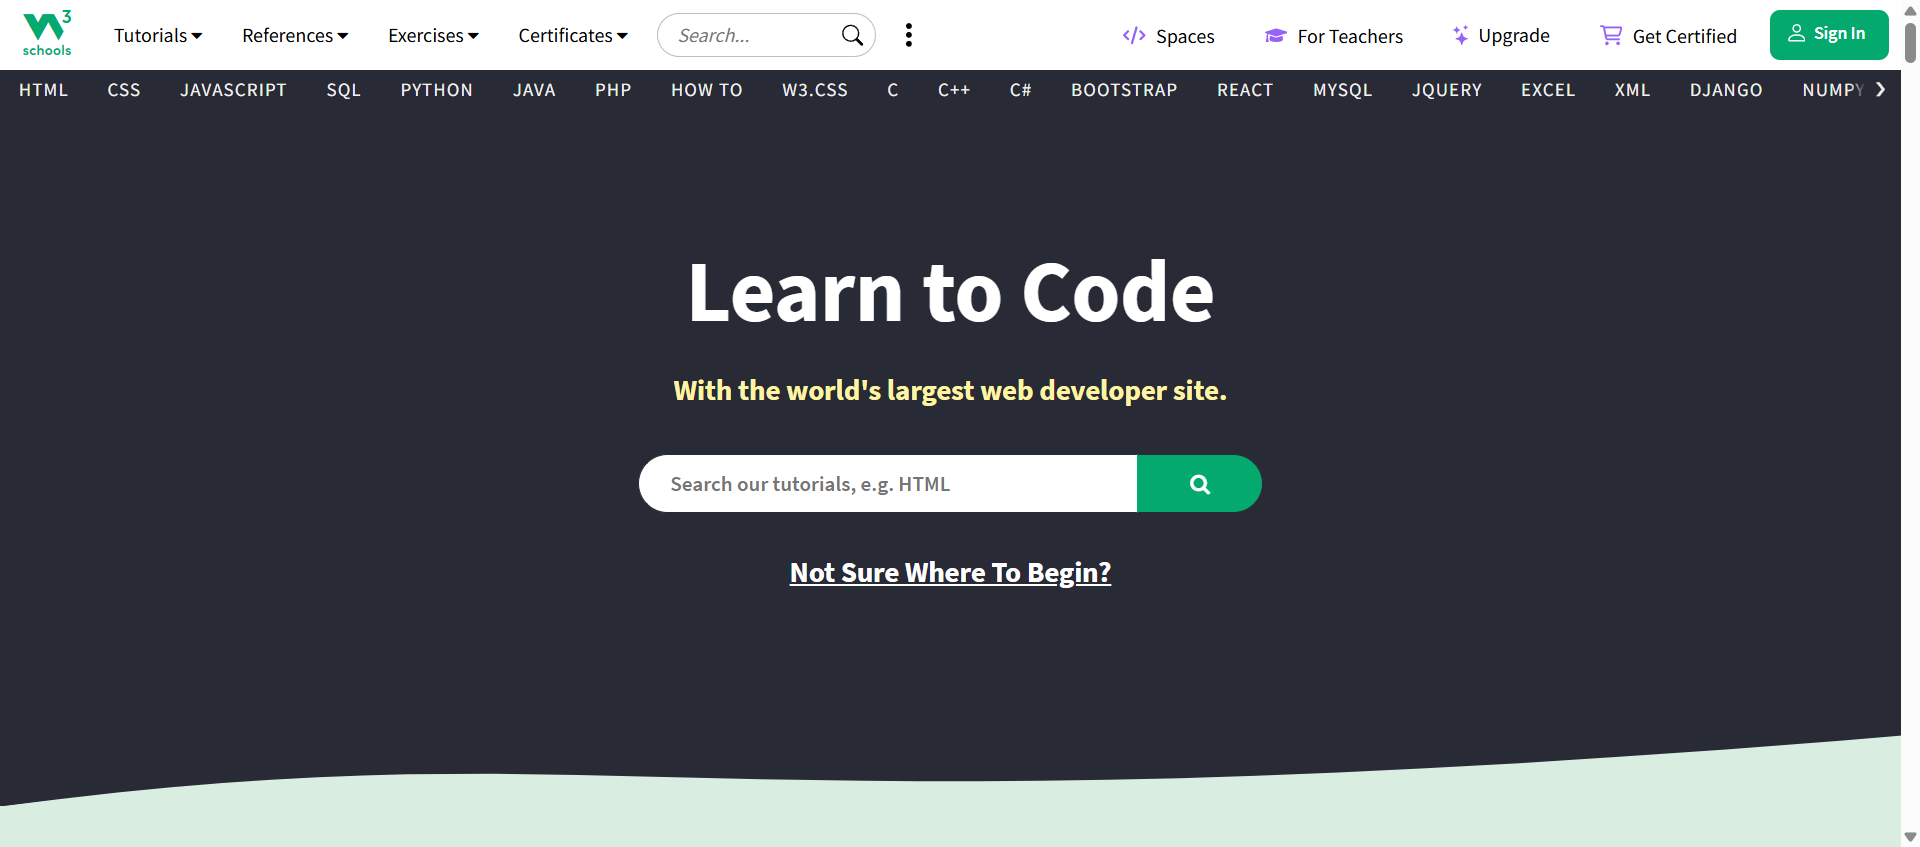 W3 schools
Tutorials References Exercises Certificates Search... Spaces For Teachers Upgrade Get Certified Sign In
HTML CSS JAVASCRIPT SQL PYTHON JAVA PHP HOW TO W3.CSS C C++ C# BOOTSTRAP REACT MYSQL JQUERY EXCEL XML DJANGO NUMPY
Learn to Code
With the world's largest web developer site.
Search our tutorials, e.g. HTML
Not Sure Where To Begin?